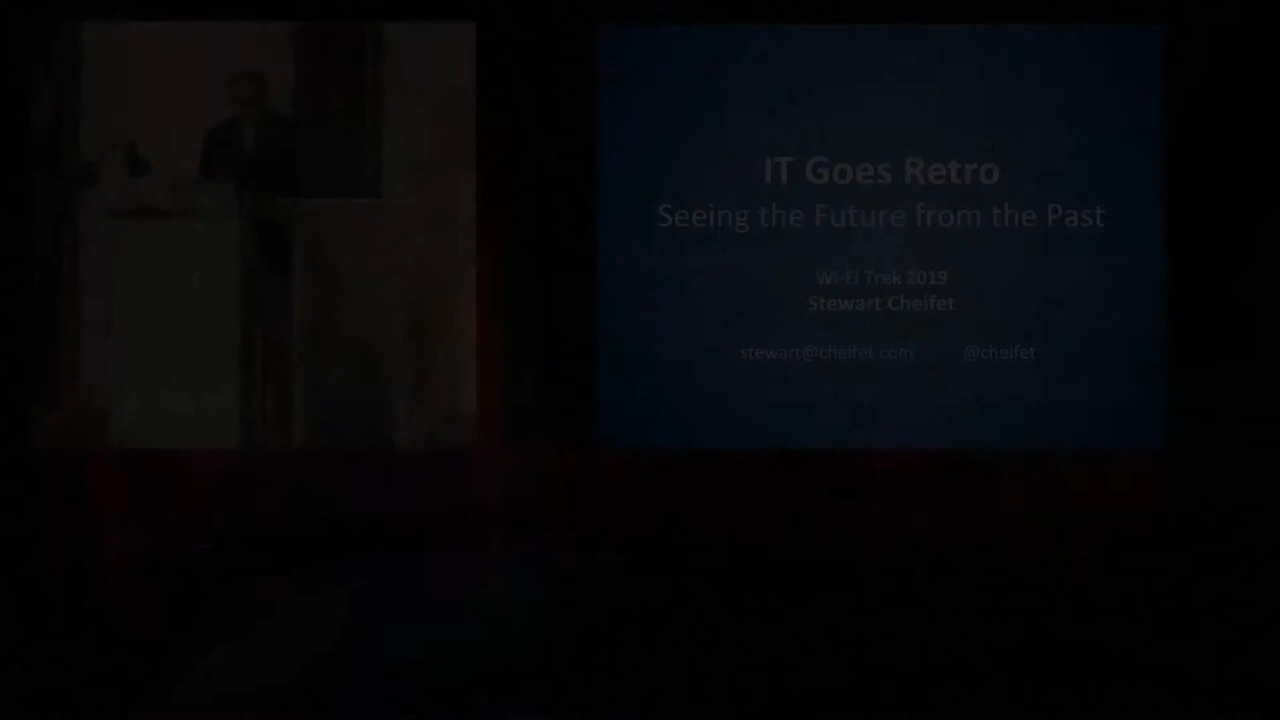 IT Goes Retro
Seeing the Future from the Past
Wi-Fi Trek 2019
Stewart Cheifet
stewart@cheifet.com @cheifet